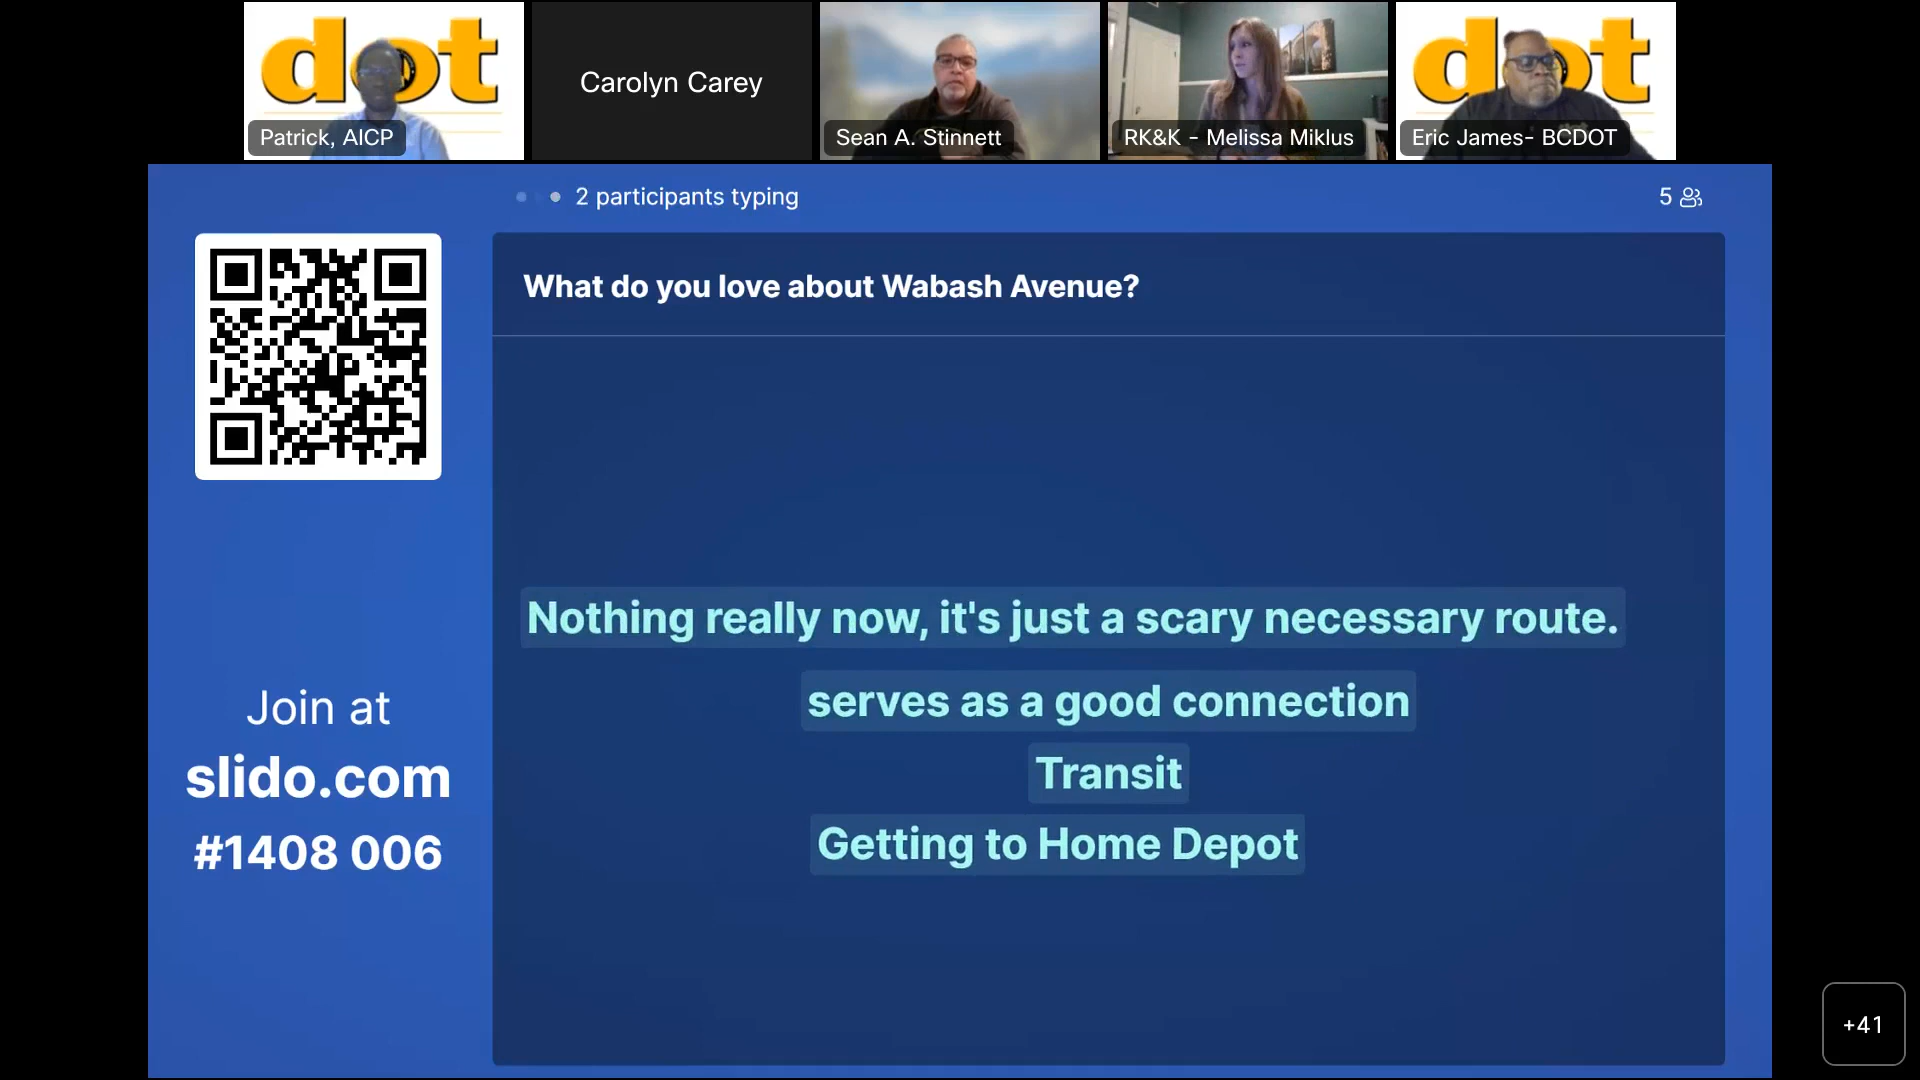 dot
Patrick, AICP
Carolyn Carey
Sean A. Stinnett
RK&K - Melissa Miklus
dot
Eric James- BCDOT
2 participants typing
5
What do you love about Wabash Avenue?
Nothing really now, it's just a scary necessary route.
serves as a good connection
Transit
Getting to Home Depot
Join at
slido.com
#1408 006
+41